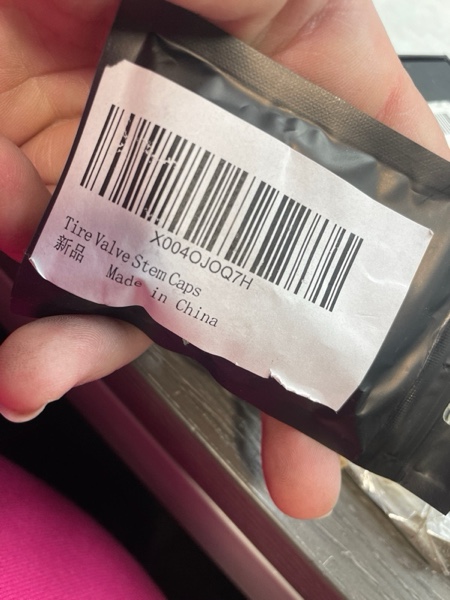 X004OJOQ7H
Tire Valve Stem Caps
新品
Made in China